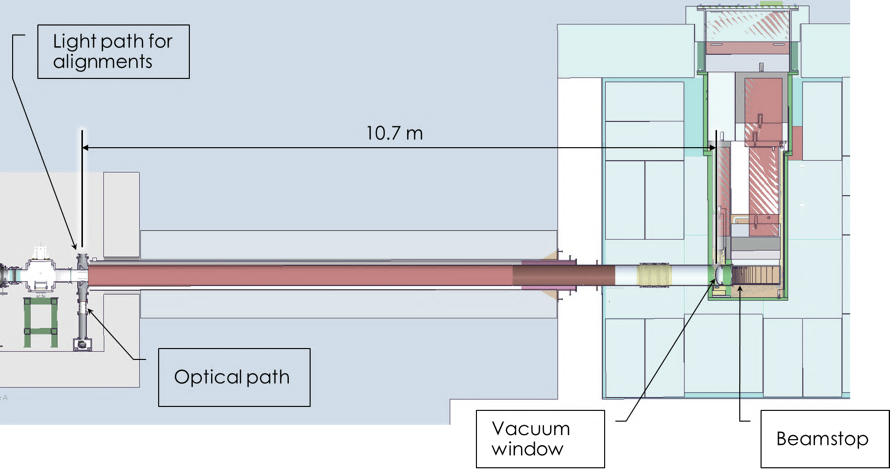 Light path for
alignments
10.7 m
Optical path
Vacuum
window
Beamstop
A